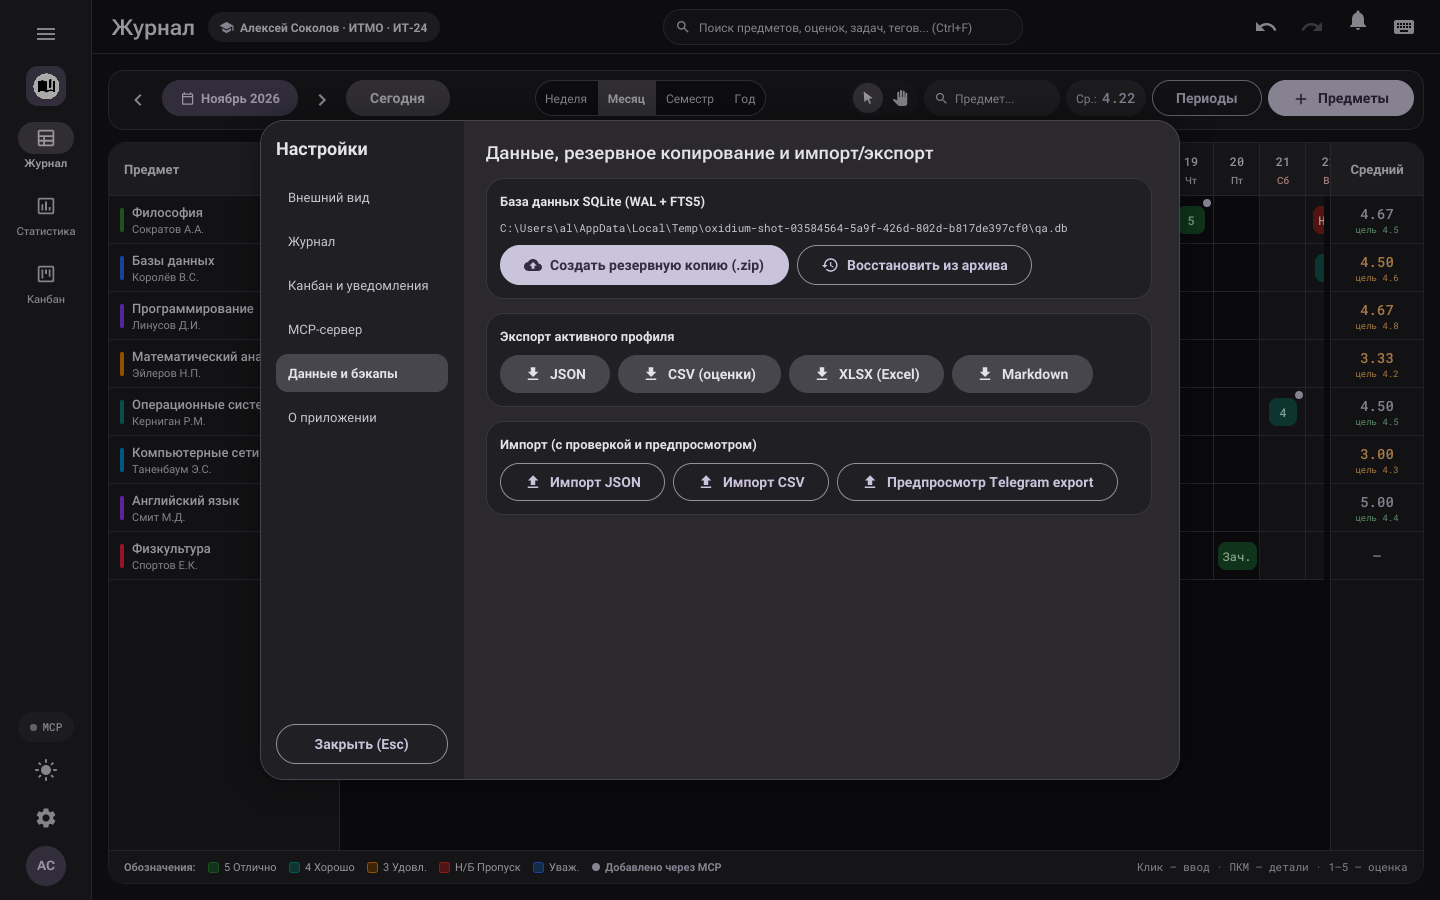 Журнал
Алексей Соколов · ИТМО · ИТ-24
Поиск предметов, оценок, задач, тегов... (Ctrl+F)
Ноябрь 2026
Сегодня
Неделя
Месяц
Семестр
Год
Предмет...
Ср.: 4.22
Периоды
Предметы
Журнал
Статистика
Канбан
MCP
АС
Предмет
Философия
Сократов А.А.
Базы данных
Королёв В.С.
Программирование
Линусов Д.И.
Математический ана
Эйлеров Н.П.
Операционные систе
Керниган Р.М.
Компьютерные сети
Таненбаум Э.С.
Английский язык
Смит М.Д.
Физкультура
Спортов Е.К.
Настройки
Внешний вид
Журнал
Канбан и уведомления
MCP-сервер
Данные и бэкапы
О приложении
Закрыть (Esc)
Данные, резервное копирование и импорт/экспорт
База данных SQLite (WAL + FTS5)
C:\Users\al\AppData\Local\Temp\oxidium-shot-03584564-5a9f-426d-802d-b817de397cf0\qa.db
Создать резервную копию (.zip)
Восстановить из архива
Экспорт активного профиля
JSON
CSV (оценки)
XLSX (Excel)
Markdown
Импорт (с проверкой и предпросмотром)
Импорт JSON
Импорт CSV
Предпросмотр Telegram export
19 20 21 2
Чт Пт Сб В
Средний
5
Н
4.67
цель 4.5
4.50
цель 4.6
4.67
цель 4.8
3.33
цель 4.2
4
4.50
цель 4.5
3.00
цель 4.3
5.00
цель 4.4
Зач.
—
Обозначения:
5 Отлично
4 Хорошо
3 Удовл.
Н/Б Пропуск
Уваж.
Добавлено через MCP
Клик — ввод · ПКМ — детали · 1–5 — оценка